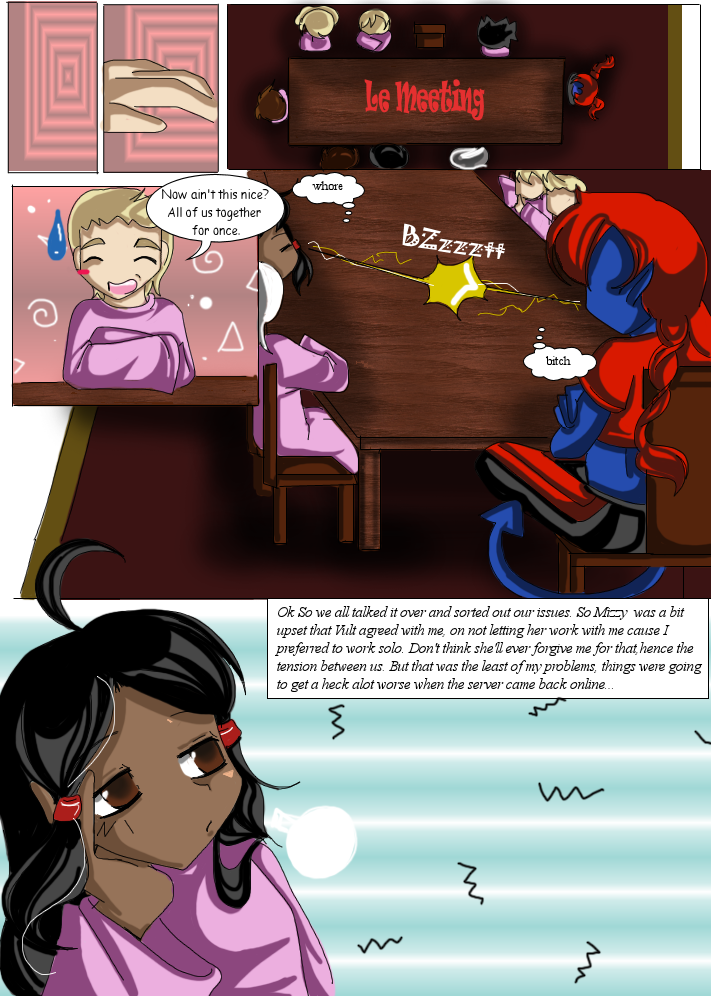 Le Meeting
Now ain't this nice?
All of us together
for once.
whore
BZzzztt
bitch
Ok So we all talked it over and sorted out our issues. So Mizzy was a bit
upset that Vult agreed with me, on not letting her work with me cause I
preferred to work solo. Don't think she'll ever forgive me for that,hence the
tension between us. But that was the least of my problems, things were going
to get a heck alot worse when the server came back online...